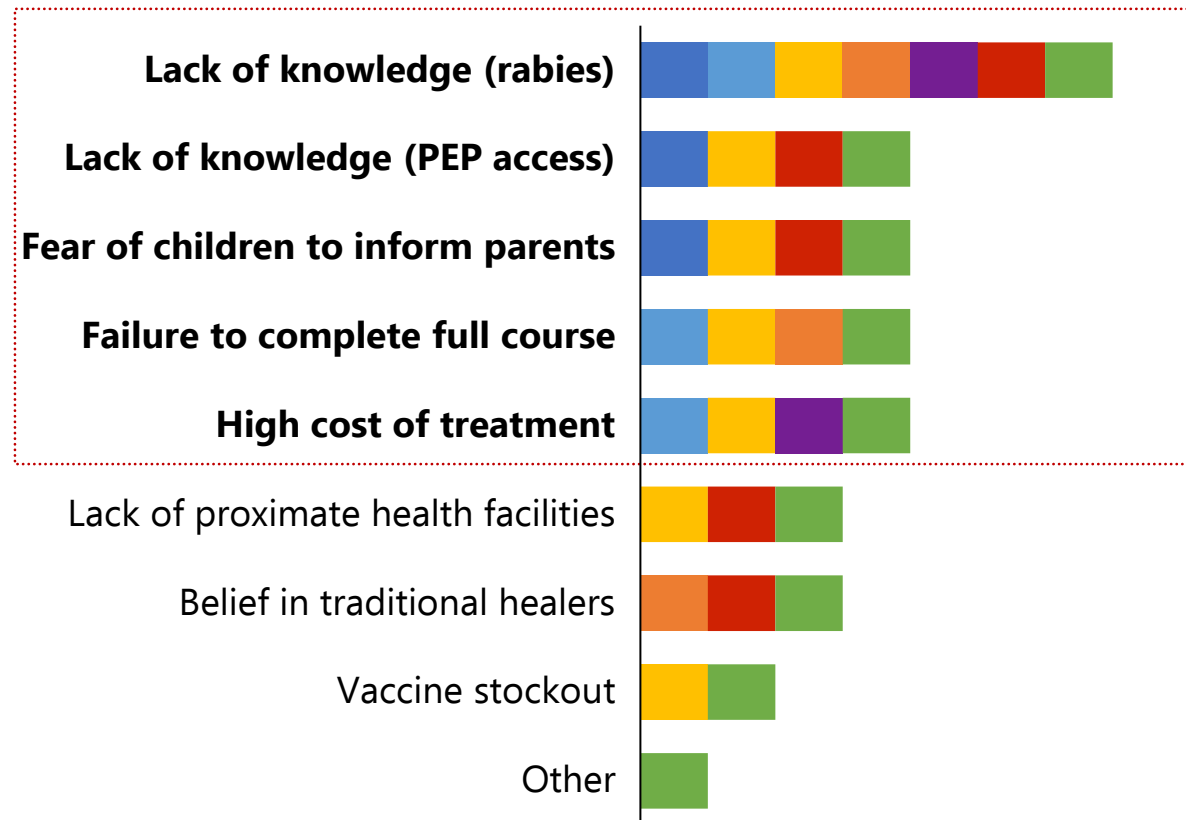 Lack of knowledge (rabies)
Lack of knowledge (PEP access)
Fear of children to inform parents
Failure to complete full course
High cost of treatment
Lack of proximate health facilities
Belief in traditional healers
Vaccine stockout
Other